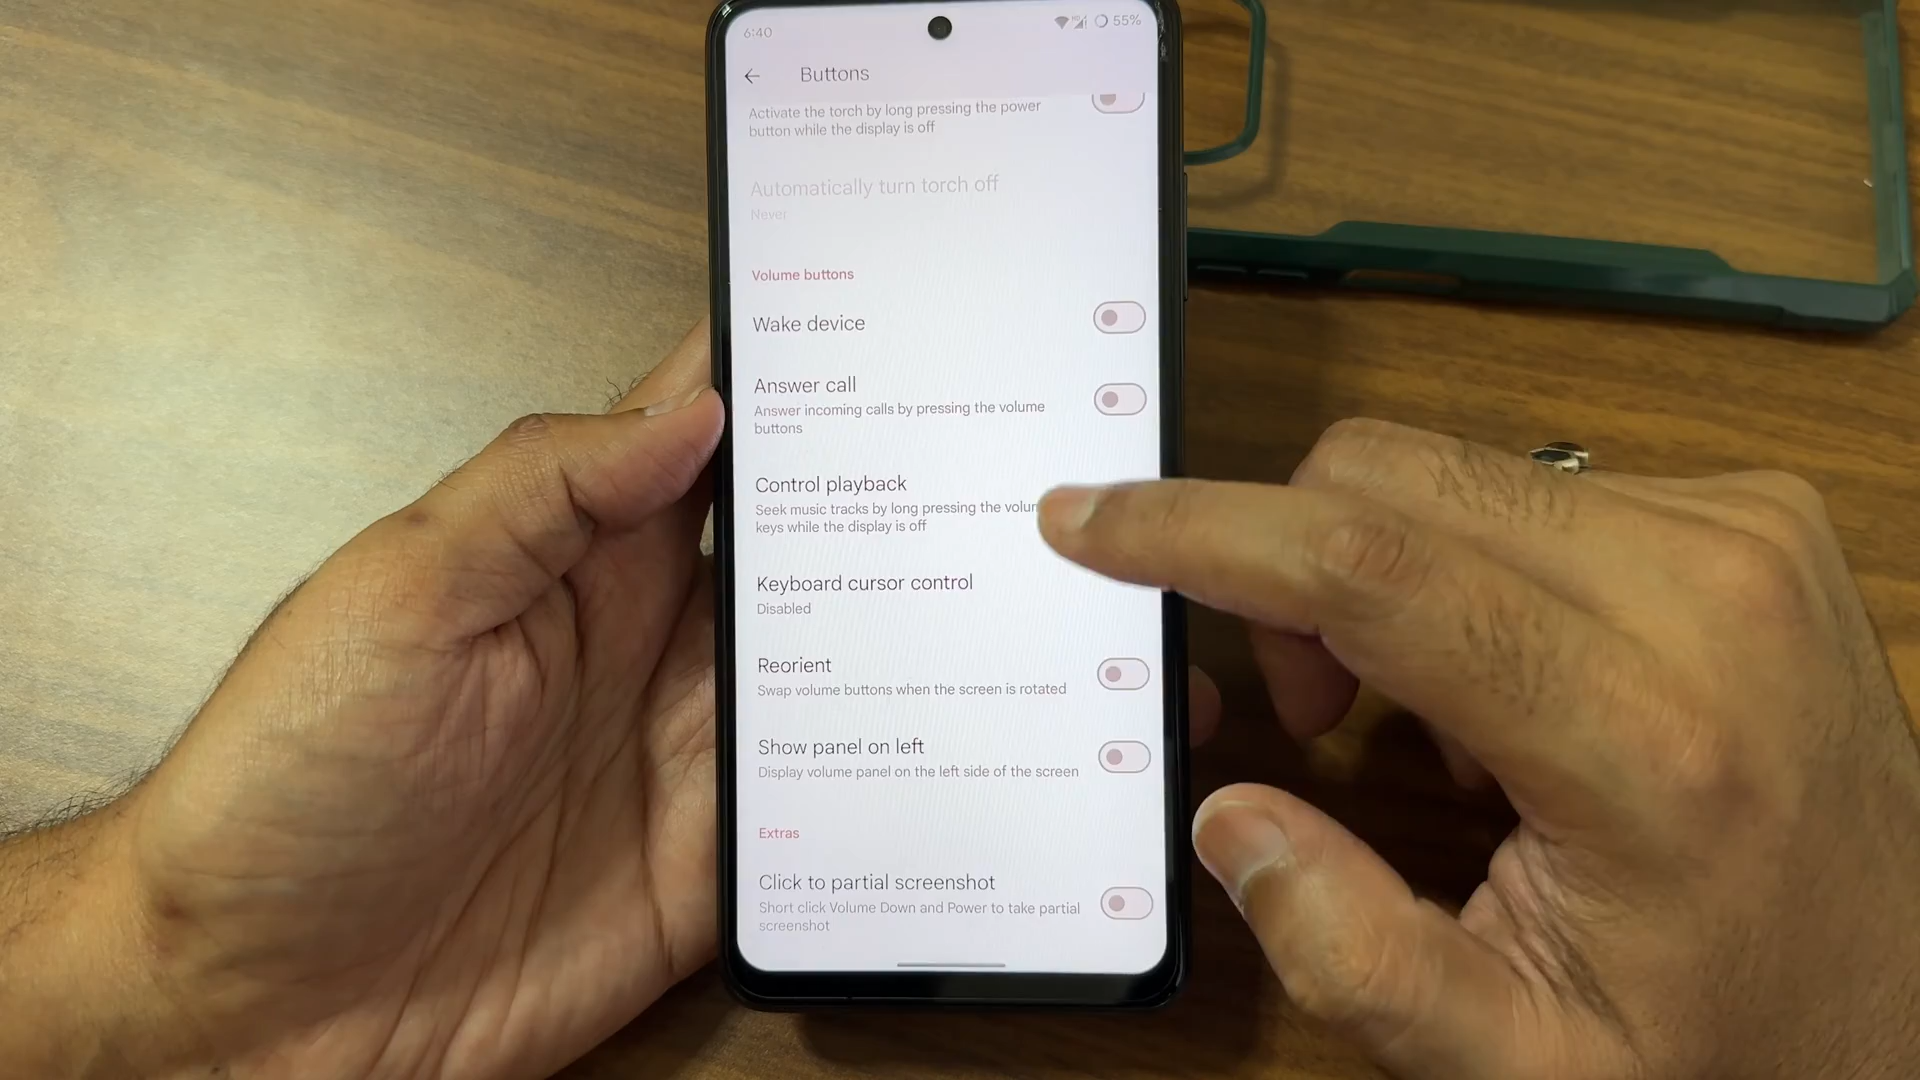 6:40
55%
Buttons
Activate the torch by long pressing the power
button while the display is off
Automatically turn torch off
Never
Volume buttons
Wake device
Answer call
Answer incoming calls by pressing the volume
buttons
Control playback
Seek music tracks by long pressing the
keys while the display is off
Keyboard cursor control
Disabled
Reorient
Swap volume buttons when the screen is rotated
Show panel on left
Display volume panel on the left side of the screen
Extras
Click to partial screenshot
Short click Volume Down and Power to take partial
screenshot